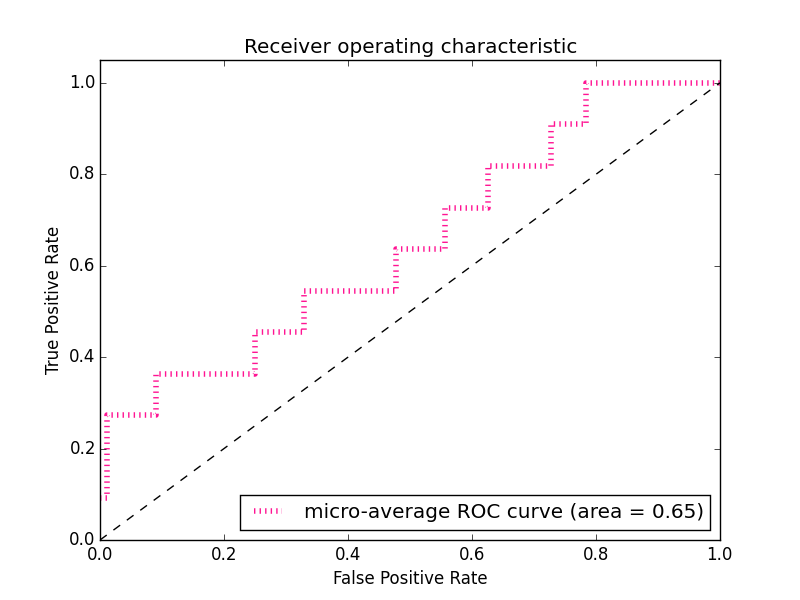 Receiver operating characteristic
True Positive Rate
1.0
0.8
0.6
0.4
0.2
0.0
micro-average ROC curve (area = 0.65)
0.0 0.2 0.4 0.6 0.8 1.0
False Positive Rate